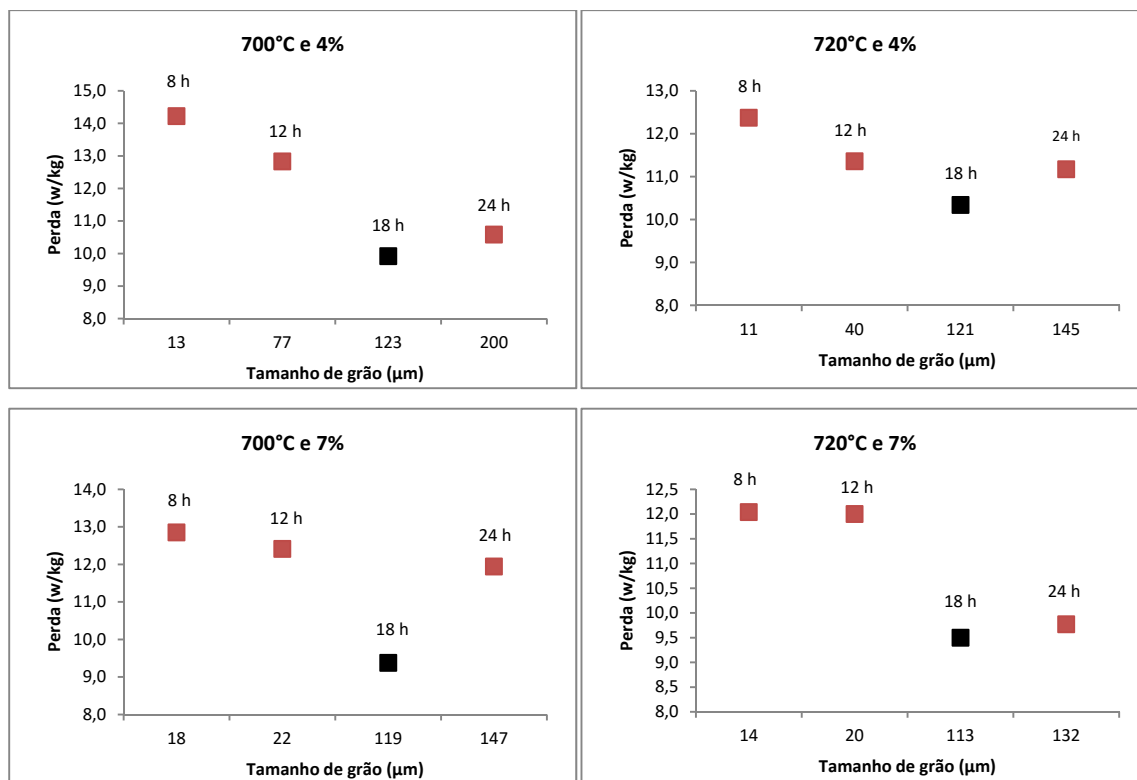 700°C e 4%
Perda (w/kg)
15,0
14,0
13,0
12,0
11,0
10,0
9,0
8,0
8 h
12 h
18 h
24 h
13 77 123 200
Tamanho de grão (µm)
720°C e 4%
Perda (w/kg)
13,0
12,0
11,0
10,0
9,0
8,0
8 h
12 h
18 h
24 h
11 40 121 145
Tamanho de grão (µm)
700°C e 7%
Perda (w/kg)
14,0
13,0
12,0
11,0
10,0
9,0
8,0
8 h
12 h
18 h
24 h
18 22 119 147
Tamanho de grão (µm)
720°C e 7%
Perda (w/kg)
12,5
12,0
11,5
11,0
10,5
10,0
9,5
9,0
8,5
8,0
8 h
12 h
18 h
24 h
14 20 113 132
Tamanho de grão (µm)